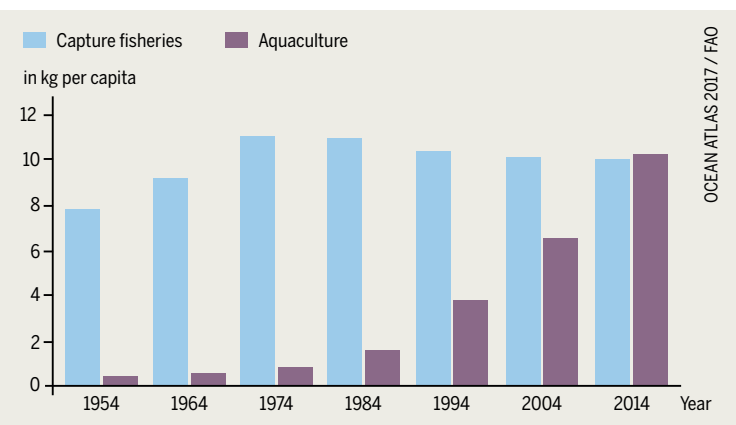 Capture fisheries
Aquaculture
in kg per capita
12
10
8
6
4
2
0
1954 1964 1974 1984 1994 2004 2014 Year
OCEAN ATLAS 2017 / FAO